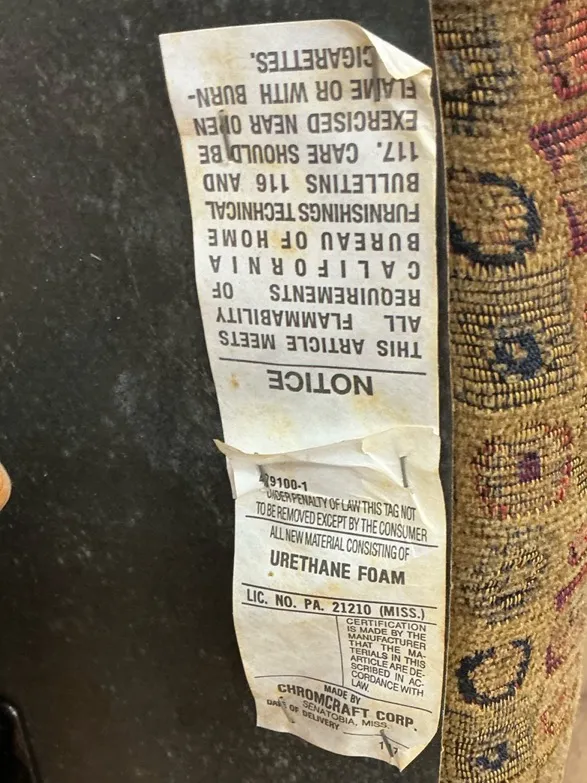 NOTICE
THIS ARTICLE MEETS
ALL FLAMMABILITY
REQUIREMENTS OF
CALIFORNIA
BUREAU OF HOME
FURNISHINGS TECHNICAL
BULLETINS 116 AND
117. CARE SHOULD BE
EXERCISED NEAR OPEN
FLAME OR WITH BURN-
CIGARETTES.
79100-1
UNDER PENALTY OF LAW THIS TAG NOT
TO BE REMOVED EXCEPT BY THE CONSUMER
ALL NEW MATERIAL CONSISTING OF
URETHANE FOAM
LIC. NO. PA. 21210 (MISS.)
CERTIFICATION
IS MADE BY THE
MANUFACTURER
THAT THE MA-
TERIALS IN THIS
ARTICLE ARE DE-
SCRIBED IN AC-
CORDANCE WITH
LAW.
MADE BY
CHROMCRAFT CORP.
SENATOBIA, MISS.
DATE OF DELIVERY